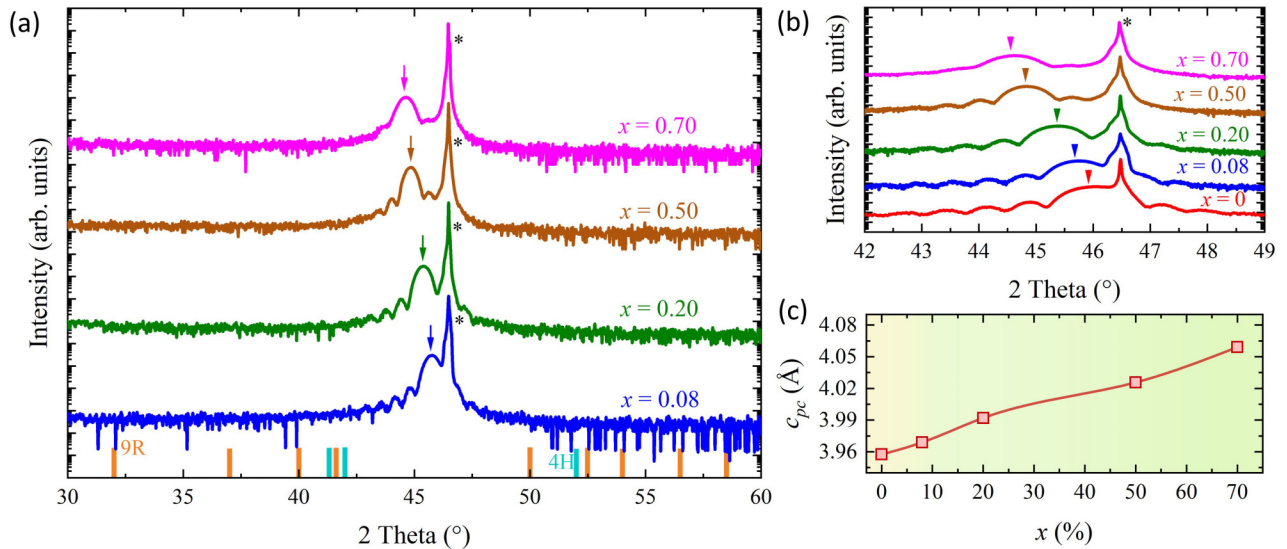 (a)
*
x = 0.70
*
x = 0.50
*
x = 0.20
*
x = 0.08
9R
4H
30 35 40 45 50 55 60
2 Theta (°)
Intensity (arb. units)
(b)
*
x = 0.70
x = 0.50
x = 0.20
x = 0.08
x = 0
42 43 44 45 46 47 48 49
2 Theta (°)
Intensity (arb. units)
(c)
4.08
4.05
4.02
3.99
3.96
0 10 20 30 40 50 60 70
x (%)
cpc (Å)